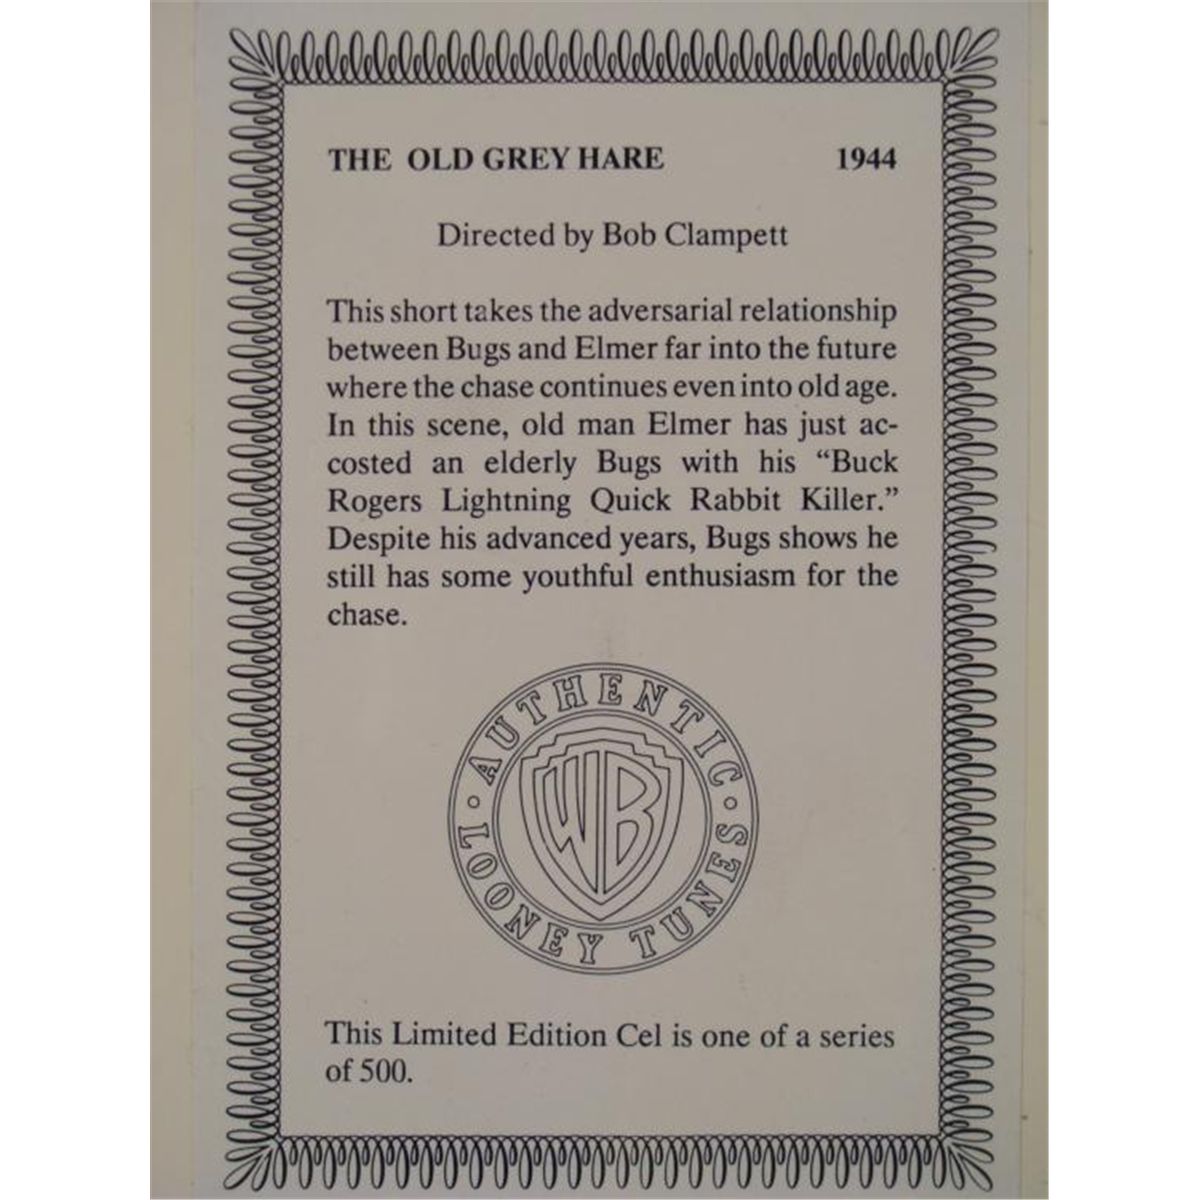 THE OLD GREY HARE 1944
Directed by Bob Clampett
This short takes the adversarial relationship
between Bugs and Elmer far into the future
where the chase continues even into old age.
In this scene, old man Elmer has just ac-
costed an elderly Bugs with his “Buck
Rogers Lightning Quick Rabbit Killer.”
Despite his advanced years, Bugs shows he
still has some youthful enthusiasm for the
chase.
AUTHENTIC
WB
LOONEY TUNES
This Limited Edition Cel is one of a series
of 500.